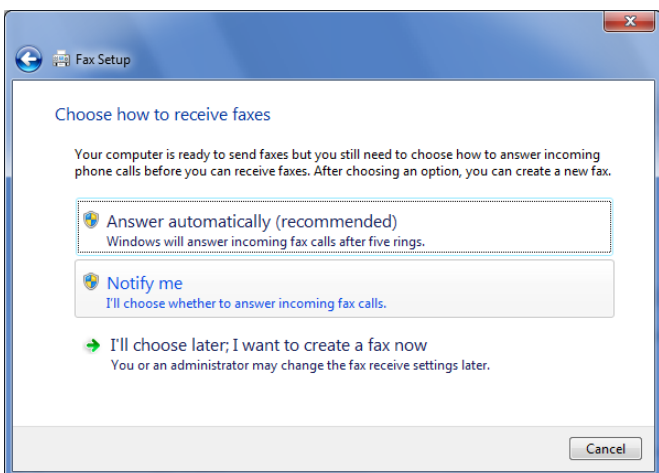 Fax Setup
Choose how to receive faxes
Your computer is ready to send faxes but you still need to choose how to answer incoming
phone calls before you can receive faxes. After choosing an option, you can create a new fax.
Answer automatically (recommended)
Windows will answer incoming fax calls after five rings.
Notify me
I'll choose whether to answer incoming fax calls.
I'll choose later; I want to create a fax now
You or an administrator may change the fax receive settings later.
Cancel